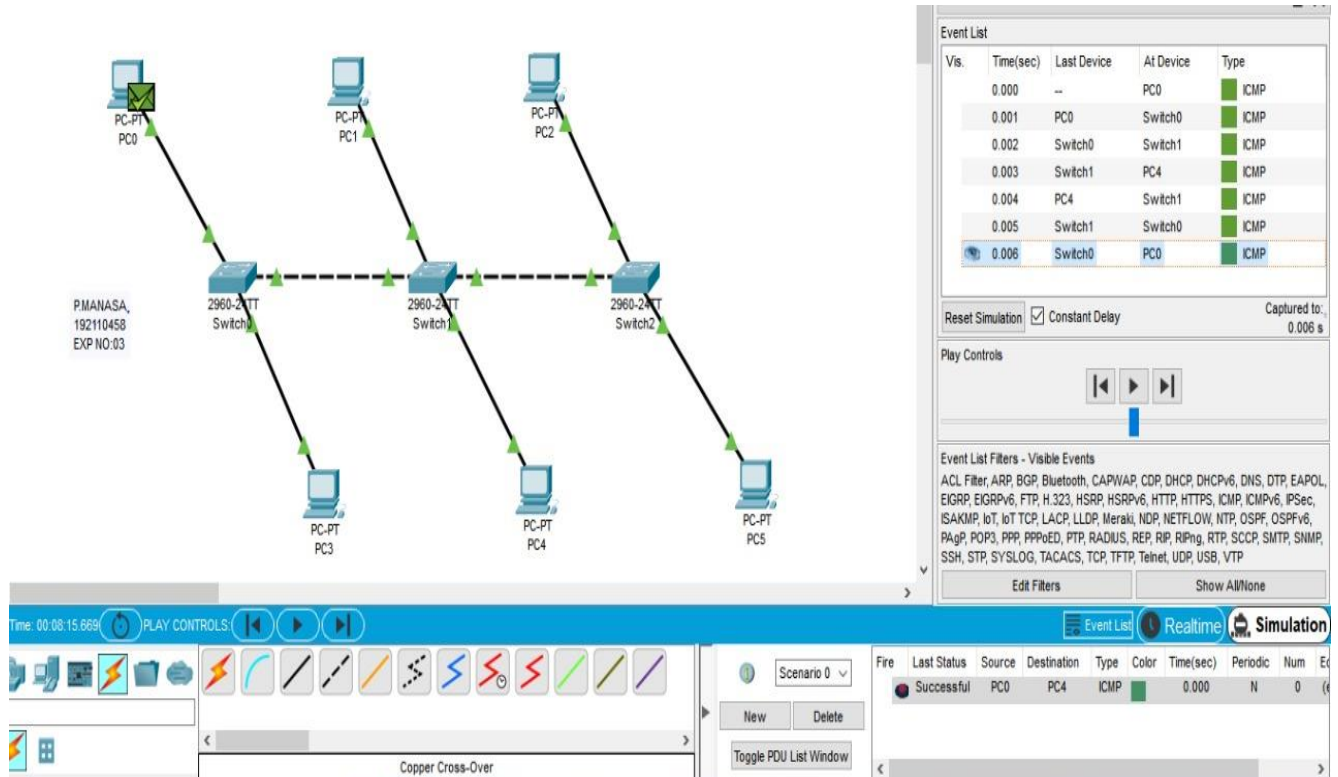 PC-PT
PC0
PC-PT
PC1
PC-PT
PC2
2960-24TT
Switch0
2960-24TT
Switch1
2960-24TT
Switch2
P.MANASA,
192110458
EXP NO:03
PC-PT
PC3
PC-PT
PC4
PC-PT
PC5
Event List
Vis. Time(sec) Last Device At Device Type
0.000 -- PC0 ICMP
0.001 PC0 Switch0 ICMP
0.002 Switch0 Switch1 ICMP
0.003 Switch1 PC4 ICMP
0.004 PC4 Switch1 ICMP
0.005 Switch1 Switch0 ICMP
0.006 Switch0 PC0 ICMP
Reset Simulation Constant Delay Captured to:
0.006 s
Play Controls
Event List Filters - Visible Events
ACL Filter, ARP, BGP, Bluetooth, CAPWAP, CDP, DHCP, DHCPv6, DNS, DTP, EAPOL,
EIGRP, EIGRPv6, FTP, H.323, HSRP, HSRPv6, HTTP, HTTPS, ICMP, ICMPv6, IPSec,
ISAKMP, IoT, IoT TCP, LACP, LLDP, Meraki, NDP, NETFLOW, NTP, OSPF, OSPFv6,
PAgP, POP3, PPP, PPPoED, PTP, RADIUS, REP, RIP, RIPng, RTP, SCCP, SMTP, SNMP,
SSH, STP, SYSLOG, TACACS, TCP, TFTP, Telnet, UDP, USB, VTP
Edit Filters Show All/None
Time: 00:08:15.669 PLAY CONTROLS: Event List Realtime Simulation
Scenario 0
New Delete
Toggle PDU List Window
Copper Cross-Over
Fire Last Status Source Destination Type Color Time(sec) Periodic Num
Successful PC0 PC4 ICMP 0.000 N 0